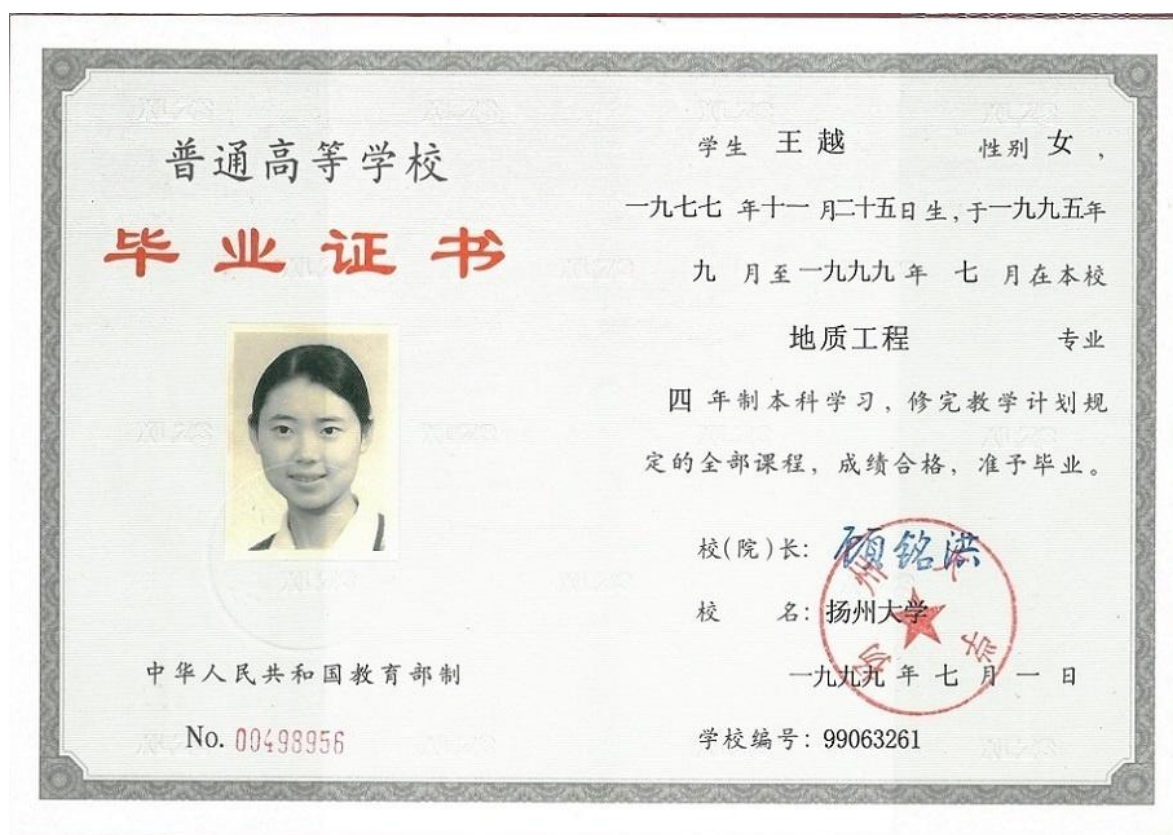 普通高等学校
毕业证书
中华人民共和国教育部制
No. 00498956
学生 王越 性别 女，
一九七七 年十一 月二十五日生，于一九九五年
九 月至一九九九年 七 月在本校
地质工程 专业
四 年制本科学习，修完教学计划规
定的全部课程，成绩合格，准予毕业。
校(院)长: 顾铭洪
校 名: 扬州大学
一九九九年七月一日
学校编号: 99063261